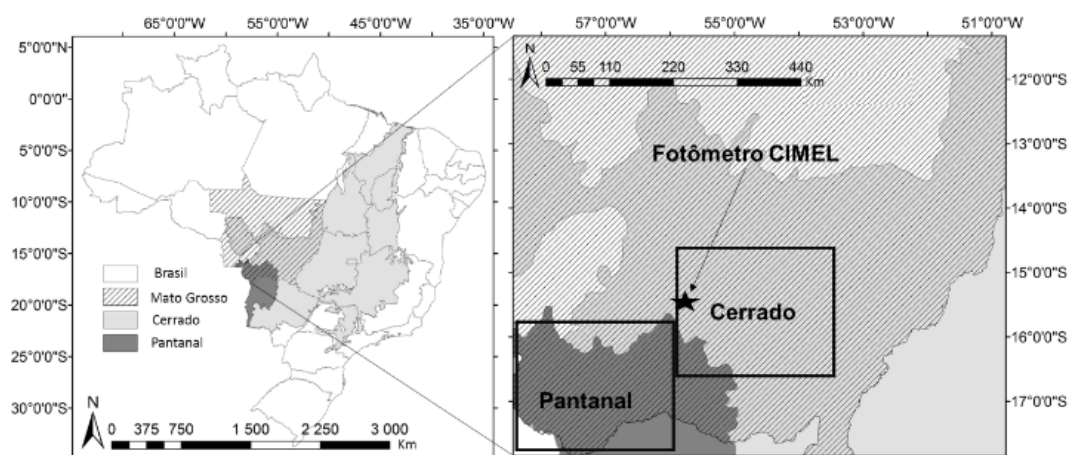 65°0'0"W 55°0'0"W 45°0'0"W 35°0'0"W
5°0'0"N
0°0'0"
5°0'0"S
10°0'0"S
15°0'0"S
20°0'0"S
25°0'0"S
30°0'0"S
Brasil
Mato Grosso
Cerrado
Pantanal
N
0 375 750 1 500 2 250 3 000
Km
57°0'0"W 55°0'0"W 53°0'0"W 51°0'0"W
N
0 55 110 220 330 440
Km
12°0'0"S
13°0'0"S
14°0'0"S
15°0'0"S
16°0'0"S
17°0'0"S
Fotômetro CIMEL
Cerrado
Pantanal